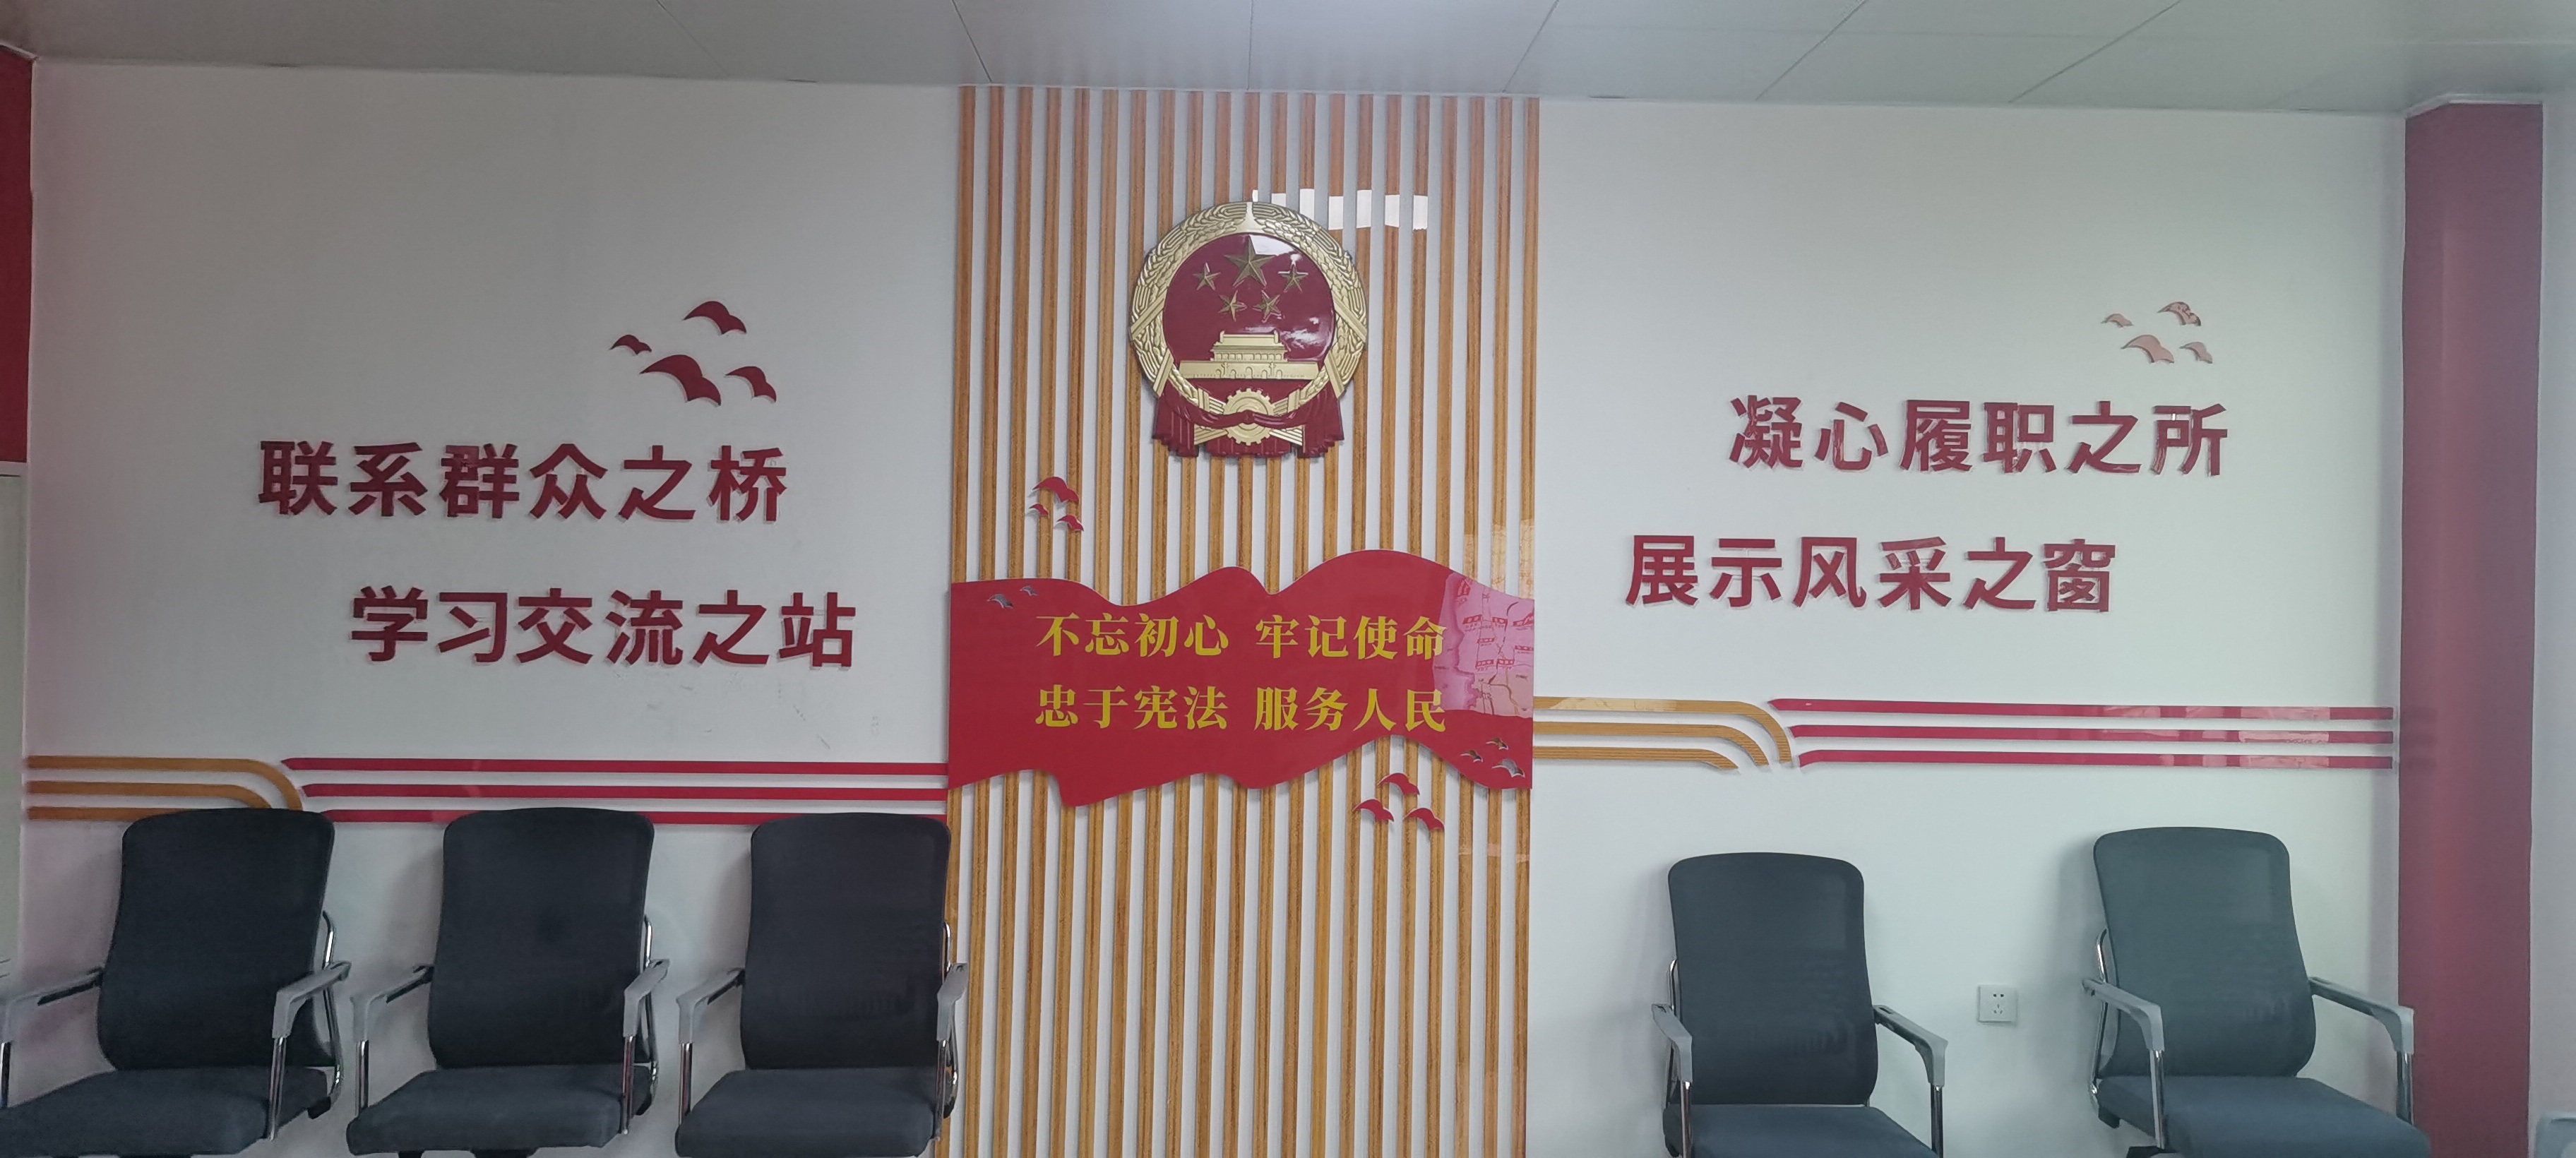 联系群众之桥
学习交流之站
不忘初心 牢记使命
忠于宪法 服务人民
凝心履职之所
展示风采之窗